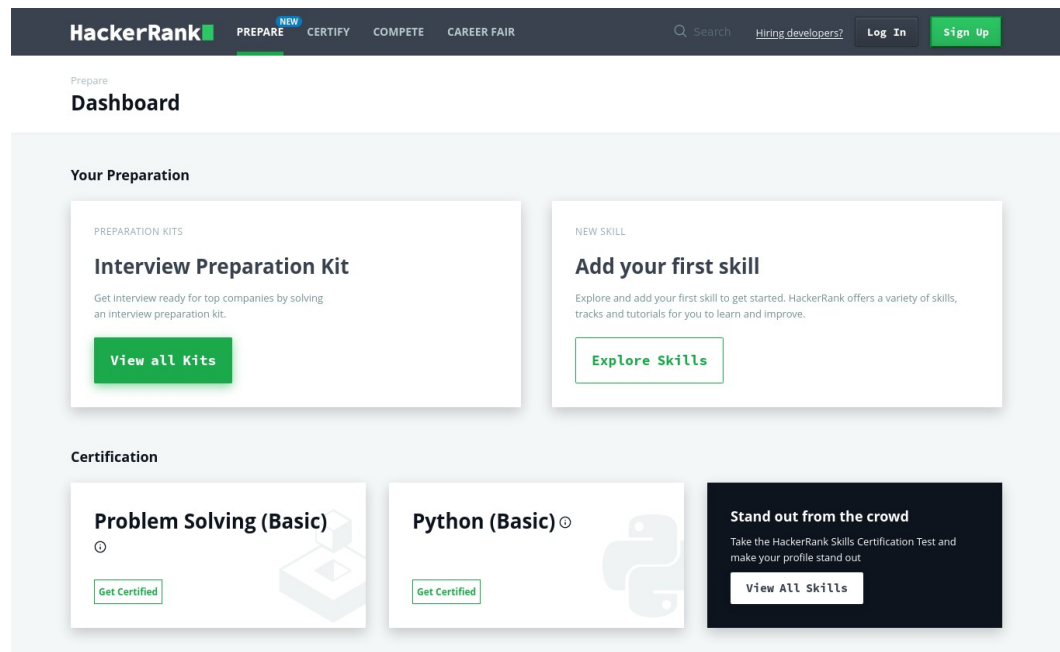 HackerRank PREPARE NEW CERTIFY COMPETE CAREER FAIR Search Hiring developers? Log In Sign Up
Prepare
Dashboard
Your Preparation
PREPARATION KITS
Interview Preparation Kit
Get interview ready for top companies by solving
an interview preparation kit.
View all Kits
NEW SKILL
Add your first skill
Explore and add your first skill to get started. HackerRank offers a variety of skills,
tracks and tutorials for you to learn and improve.
Explore Skills
Certification
Problem Solving (Basic)
Get Certified
Python (Basic)
Get Certified
Stand out from the crowd
Take the HackerRank Skills Certification Test and
make your profile stand out
View All Skills